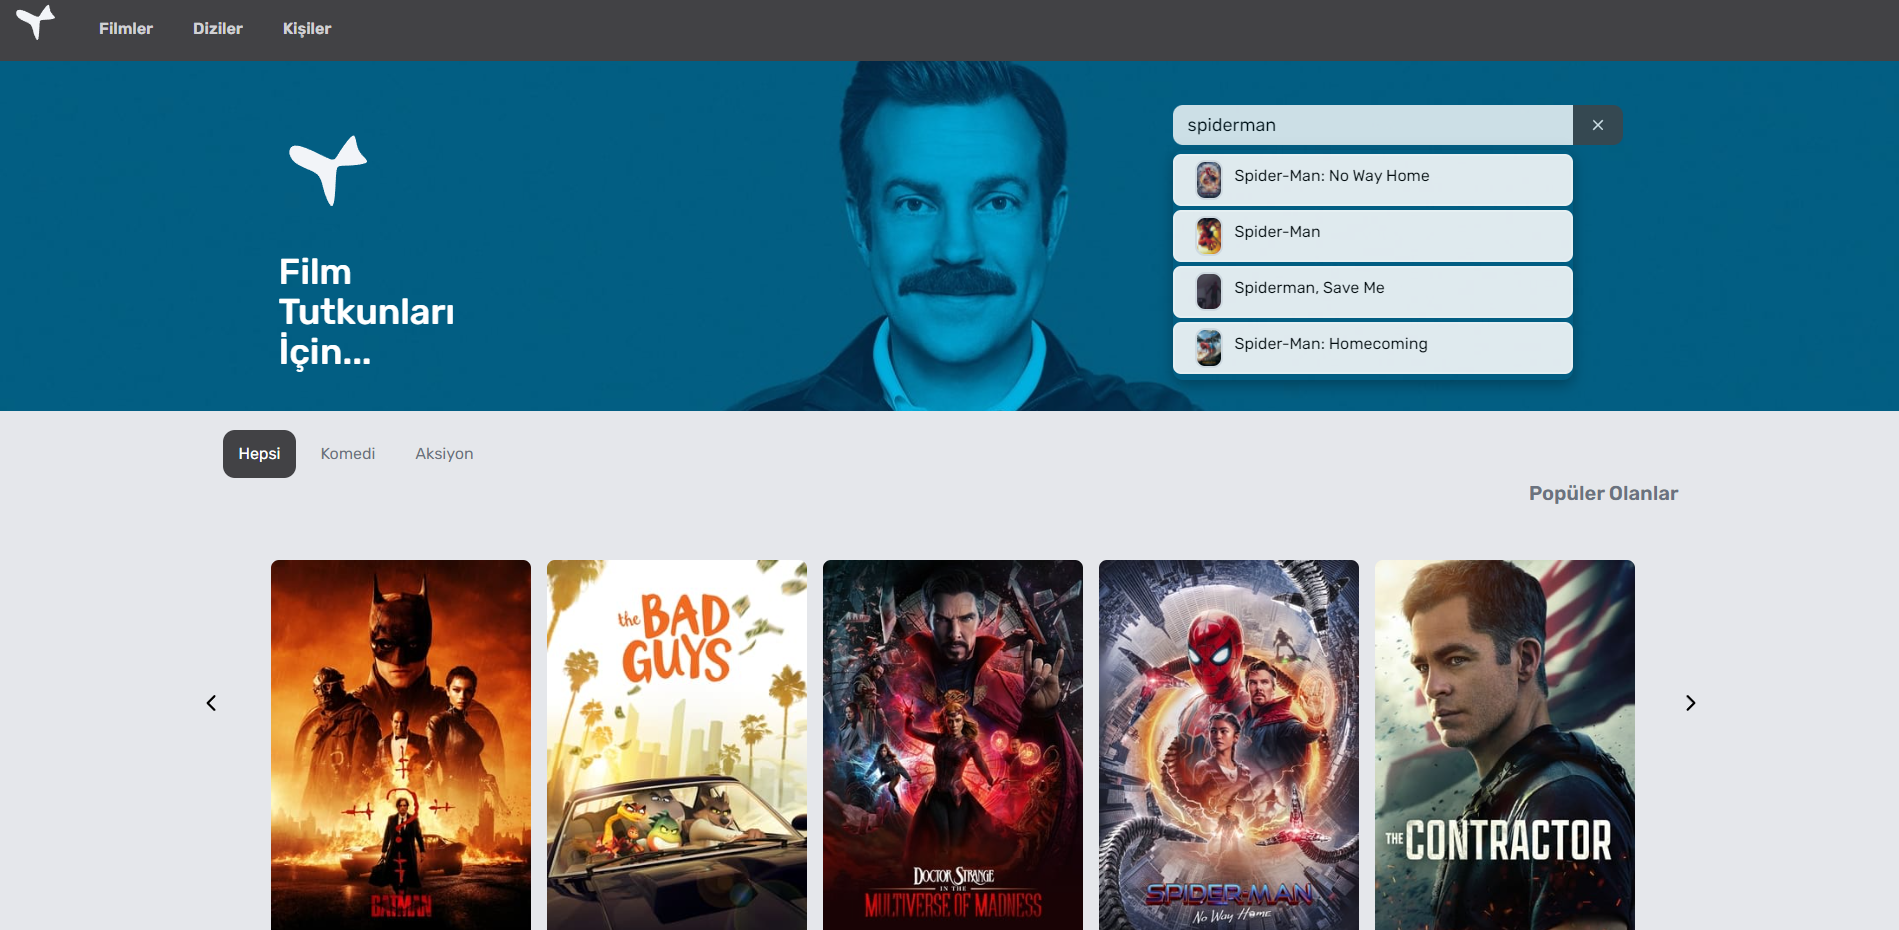 Filmler
Diziler
Kişiler
Film
Tutkunları
İçin...
spiderman
Spider-Man: No Way Home
Spider-Man
Spiderman, Save Me
Spider-Man: Homecoming
Hepsi
Komedi
Aksiyon
Popüler Olanlar
THE
BATMAN
the BAD
GUYS
DOCTOR STRANGE
IN THE
MULTIVERSE OF MADNESS
SPIDER-MAN
No Way Home
THE CONTRACTOR